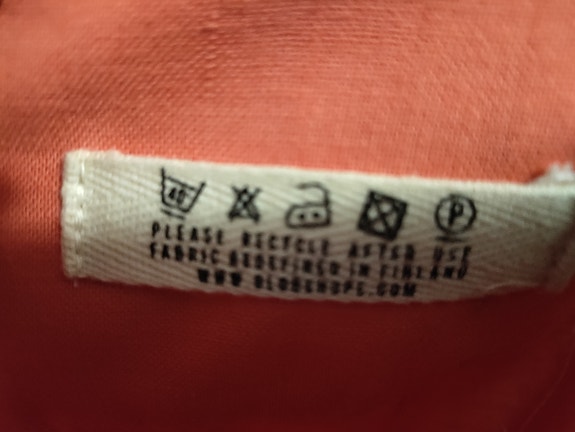 40
P
PLEASE RECYCLE AFTER USE
FABRIC REDEFINED IN FINLAND
WWW.GLOBEHOPE.COM